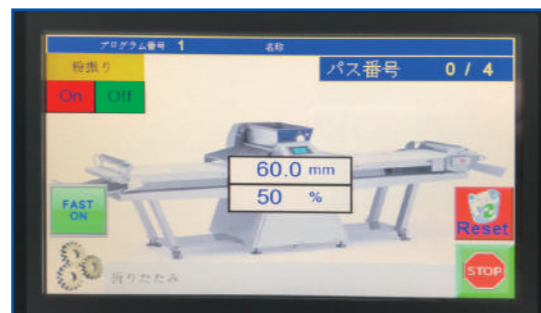 プログラム番号 1 名称
粉振り
パス番号 0 / 4
On Off
60.0 mm
50 %
FAST ON
Reset
折りたたみ
STOP